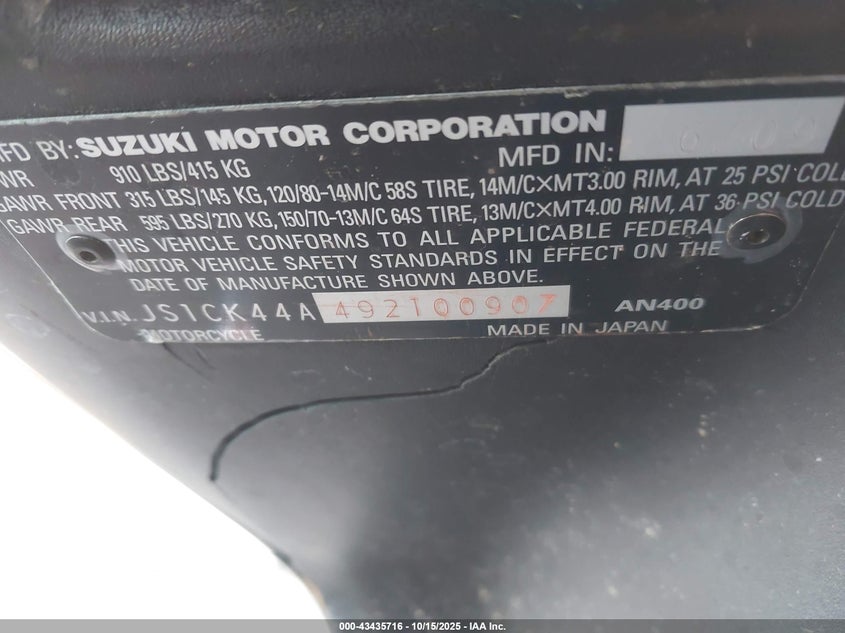 MFD BY: SUZUKI MOTOR CORPORATION
MFD IN: 09
910 LBS/415 KG
GAWR FRONT 315 LBS/145 KG, 120/80-14M/C 58S TIRE, 14M/C×MT3.00 RIM, AT 25 PSI COLD
GAWR REAR 595 LBS/270 KG, 150/70-13M/C 64S TIRE, 13M/C×MT4.00 RIM, AT 36 PSI COLD
THIS VEHICLE CONFORMS TO ALL APPLICABLE FEDERAL
MOTOR VEHICLE SAFETY STANDARDS IN EFFECT ON THE
DATE OF MANUFACTURE SHOWN ABOVE.
V.I.N. JS1CK44A492100907 AN400
MOTORCYCLE MADE IN JAPAN
000-43435716 - 10/15/2025 - IAA Inc.